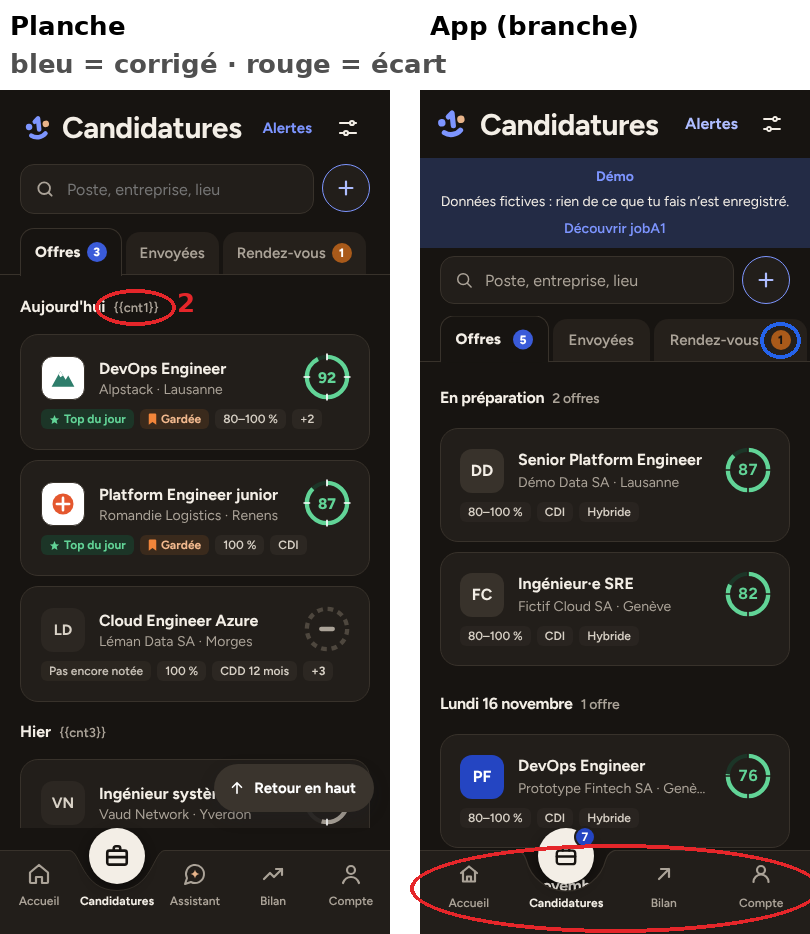 Planche
App (branche)
bleu = corrigé · rouge = écart
Candidatures
Alertes
Poste, entreprise, lieu
Offres 3
Envoyées
Rendez-vous 1
Aujourd'hui {{cnt1}} 2
DevOps Engineer
Alpstack · Lausanne
92
Top du jour
Gardée
80–100 %
+2
Platform Engineer junior
Romandie Logistics · Renens
87
Top du jour
Gardée
100 %
CDI
LD
Cloud Engineer Azure
Léman Data SA · Morges
Pas encore notée
100 %
CDD 12 mois
+3
Hier {{cnt3}}
VN
Ingénieur systèr
Vaud Network · Yverdon
Retour en haut
Accueil
Candidatures
Assistant
Bilan
Compte
Candidatures
Alertes
Démo
Données fictives : rien de ce que tu fais n’est enregistré.
Découvrir jobA1
Poste, entreprise, lieu
Offres 5
Envoyées
Rendez-vous 1
En préparation 2 offres
DD
Senior Platform Engineer
Démo Data SA · Lausanne
87
80–100 %
CDI
Hybride
FC
Ingénieur·e SRE
Fictif Cloud SA · Genève
82
80–100 %
CDI
Hybride
Lundi 16 novembre 1 offre
PF
DevOps Engineer
Prototype Fintech SA · Genè...
76
80–100 %
CDI
Hybride
7
Accueil
Candidatures
Bilan
Compte